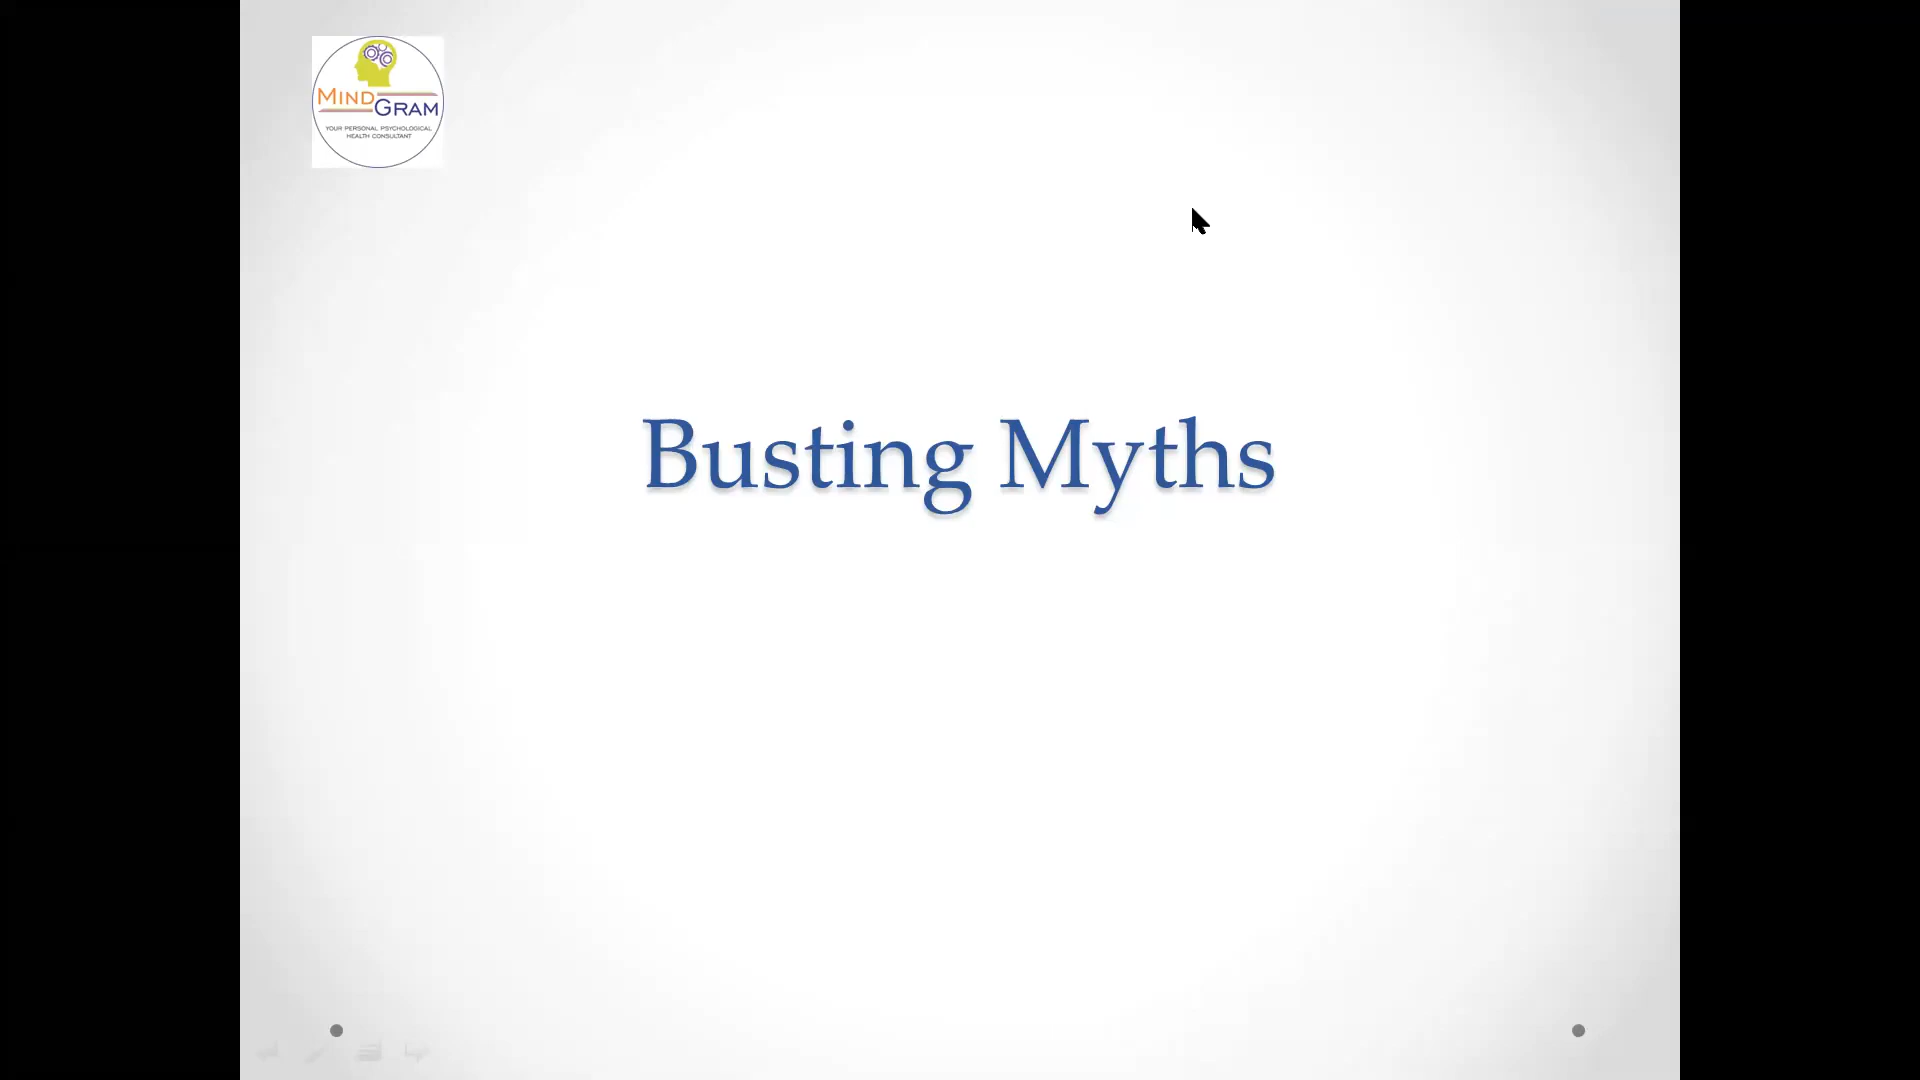 MIND
GRAM
YOUR PERSONAL PSYCHOLOGICAL
HEALTH CONSULTANT
Busting Myths